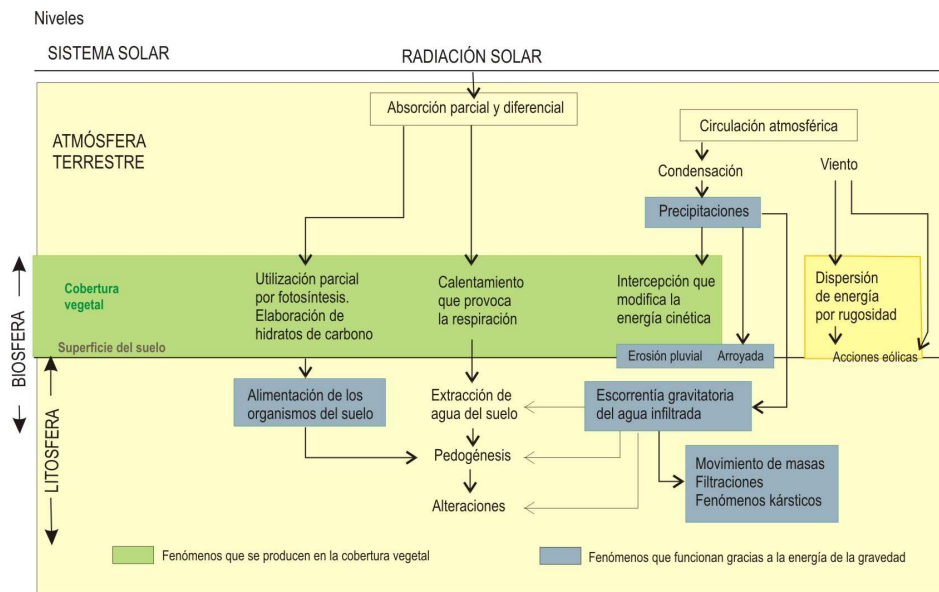 Niveles
SISTEMA SOLAR
RADIACIÓN SOLAR
Absorción parcial y diferencial
ATMÓSFERA
TERRESTRE
Circulación atmosférica
Condensación
Viento
Precipitaciones
Cobertura
vegetal
Utilización parcial
por fotosíntesis.
Elaboración de
hidratos de carbono
Calentamiento
que provoca
la respiración
Intercepción que
modifica la
energía cinética
Dispersión
de energía
por rugosidad
Superficie del suelo
Erosión pluvial
Arroyada
Acciones eólicas
BIOSFERA
LITOSFERA
Alimentación de los
organismos del suelo
Extracción de
agua del suelo
Escorrentía gravitatoria
del agua infiltrada
Pedogénesis
Alteraciones
Movimiento de masas
Filtraciones
Fenómenos kársticos
Fenómenos que se producen en la cobertura vegetal
Fenómenos que funcionan gracias a la energía de la gravedad